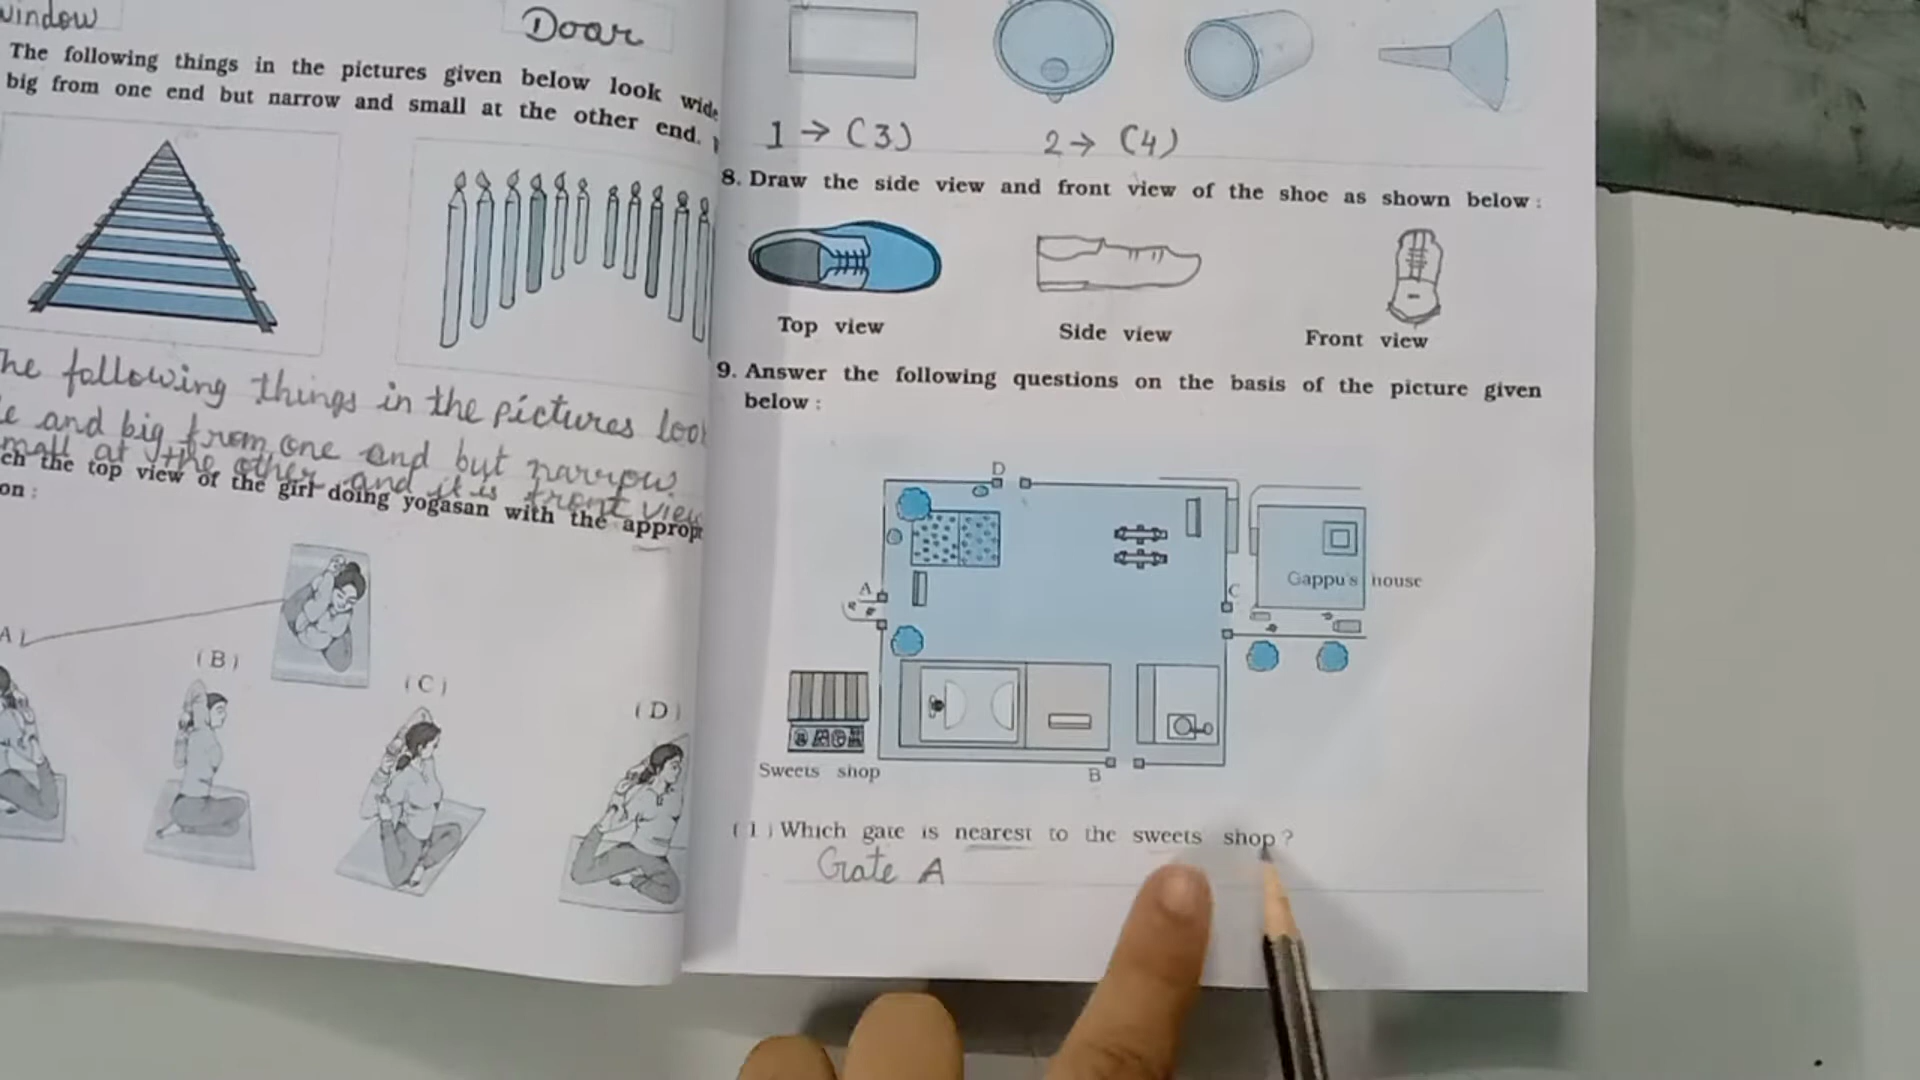 window
Doar
The following things in the pictures given below look wide
big from one end but narrow and small at the other end.
he following things in the pictures loo
e and big from one end but narrow
mall at the other and it is front view
ch the top view of the girl doing yogasan with the approp
on :
A
(B)
(C)
(D)
1 → (3)
2 → (4)
8. Draw the side view and front view of the shoe as shown below :
Top view
Side view
Front view
9. Answer the following questions on the basis of the picture given
below :
D
A
C
Gappu's house
Sweets shop
B
(1) Which gate is nearest to the sweets shop?
Gate A